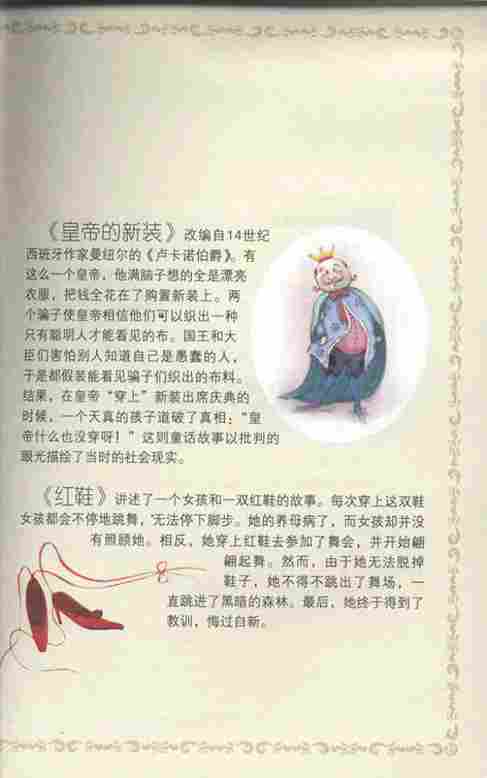 《皇帝的新装》改编自14世纪
西班牙作家曼纽尔的《卢卡诺伯爵》。有
这么一个皇帝，他满脑子想的全是漂亮
衣服，把钱全花在了购置新装上。两
个骗子使皇帝相信他们可以织出一种
只有聪明人才能看见的布。国王和大
臣们害怕别人知道自己是愚蠢的人，
于是都假装能看见骗子们织出的布料。
结果，在皇帝“穿上”新装出席庆典的
时候，一个天真的孩子道破了真相：“皇
帝什么也没穿呀！”这则童话故事以批判的
眼光描绘了当时的社会现实。
《红鞋》讲述了一个女孩和一双红鞋的故事。每次穿上这双鞋
女孩都会不停地跳舞，无法停下脚步。她的养母病了，而女孩却并没
有照顾她。相反，她穿上红鞋去参加了舞会，并开始翩
翩起舞。然而，由于她无法脱掉
鞋子，她不得不跳出了舞场，一
直跳进了黑暗的森林。最后，她终于得到了
教训，悔过自新。